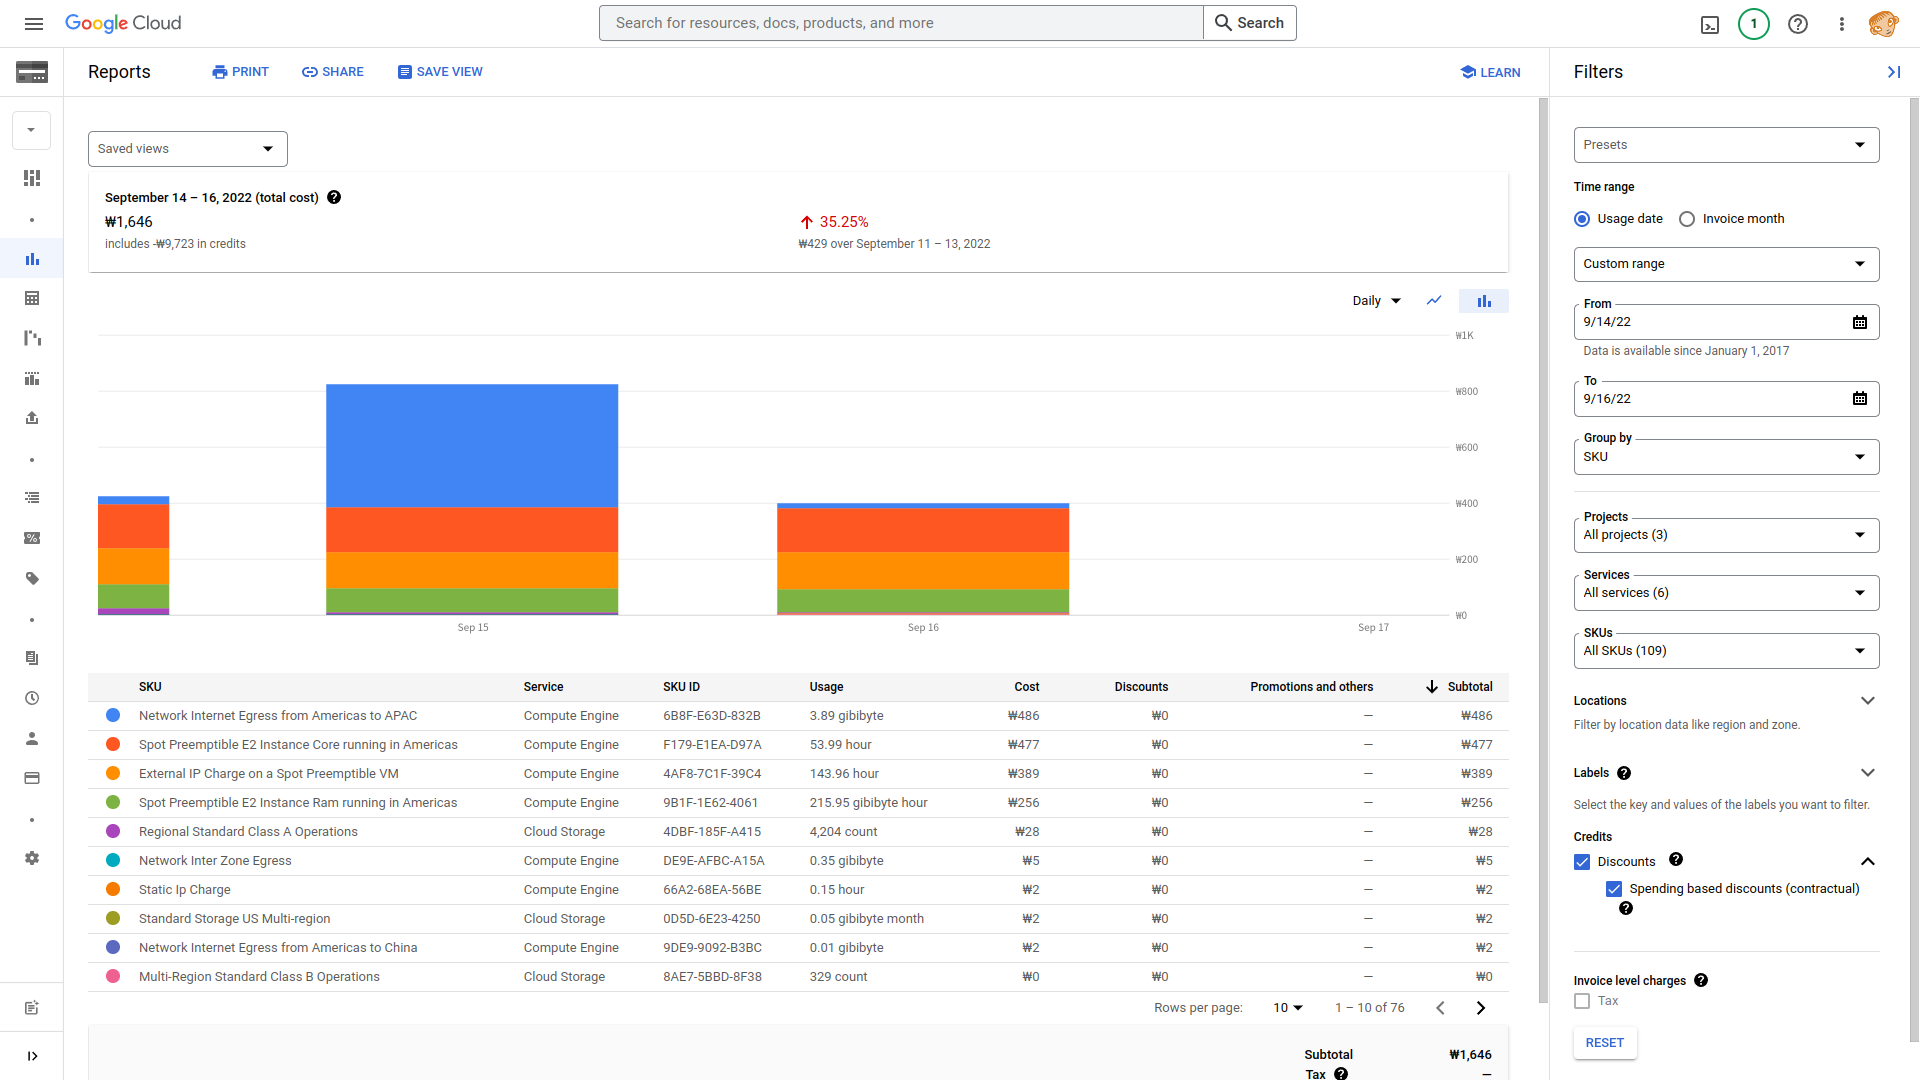 Google Cloud
Search for resources, docs, products, and more
Search
1
Reports
PRINT
SHARE
SAVE VIEW
LEARN
Filters
Saved views
September 14 – 16, 2022 (total cost)
₩1,646
includes -₩9,723 in credits
35.25%
₩429 over September 11 – 13, 2022
Daily
₩1K
₩800
₩600
₩400
₩200
₩0
Sep 15
Sep 16
Sep 17
SKU Service SKU ID Usage Cost Discounts Promotions and others Subtotal
Network Internet Egress from Americas to APAC Compute Engine 6B8F-E63D-832B 3.89 gibibyte ₩486 ₩0 — ₩486
Spot Preemptible E2 Instance Core running in Americas Compute Engine F179-E1EA-D97A 53.99 hour ₩477 ₩0 — ₩477
External IP Charge on a Spot Preemptible VM Compute Engine 4AF8-7C1F-39C4 143.96 hour ₩389 ₩0 — ₩389
Spot Preemptible E2 Instance Ram running in Americas Compute Engine 9B1F-1E62-4061 215.95 gibibyte hour ₩256 ₩0 — ₩256
Regional Standard Class A Operations Cloud Storage 4DBF-185F-A415 4,204 count ₩28 ₩0 — ₩28
Network Inter Zone Egress Compute Engine DE9E-AFBC-A15A 0.35 gibibyte ₩5 ₩0 — ₩5
Static Ip Charge Compute Engine 66A2-68EA-56BE 0.15 hour ₩2 ₩0 — ₩2
Standard Storage US Multi-region Cloud Storage 0D5D-6E23-4250 0.05 gibibyte month ₩2 ₩0 — ₩2
Network Internet Egress from Americas to China Compute Engine 9DE9-9092-B3BC 0.01 gibibyte ₩2 ₩0 — ₩2
Multi-Region Standard Class B Operations Cloud Storage 8AE7-5BBD-8F38 329 count ₩0 ₩0 — ₩0
Rows per page: 10 1 – 10 of 76
Subtotal ₩1,646
Tax —
Presets
Time range
Usage date
Invoice month
Custom range
From
9/14/22
Data is available since January 1, 2017
To
9/16/22
Group by
SKU
Projects
All projects (3)
Services
All services (6)
SKUs
All SKUs (109)
Locations
Filter by location data like region and zone.
Labels
Select the key and values of the labels you want to filter.
Credits
Discounts
Spending based discounts (contractual)
Invoice level charges
Tax
RESET